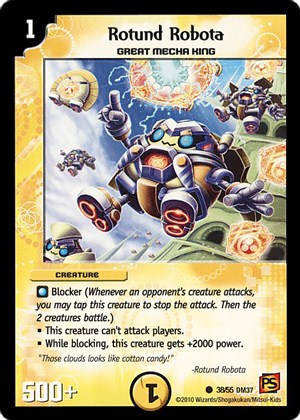 1
Rotund Robota
GREAT MECHA KING
CREATURE
Blocker (Whenever an opponent's creature attacks,
you may tap this creature to stop the attack. Then the
2 creatures battle.)
• This creature can't attack players.
• While blocking, this creature gets +2000 power.
"Those clouds looks like cotton candy!"
-Rotund Robota
500+
1
PS
38/55 DM37
©2010 Wizards/Shogakukan/Mitsui-Kids